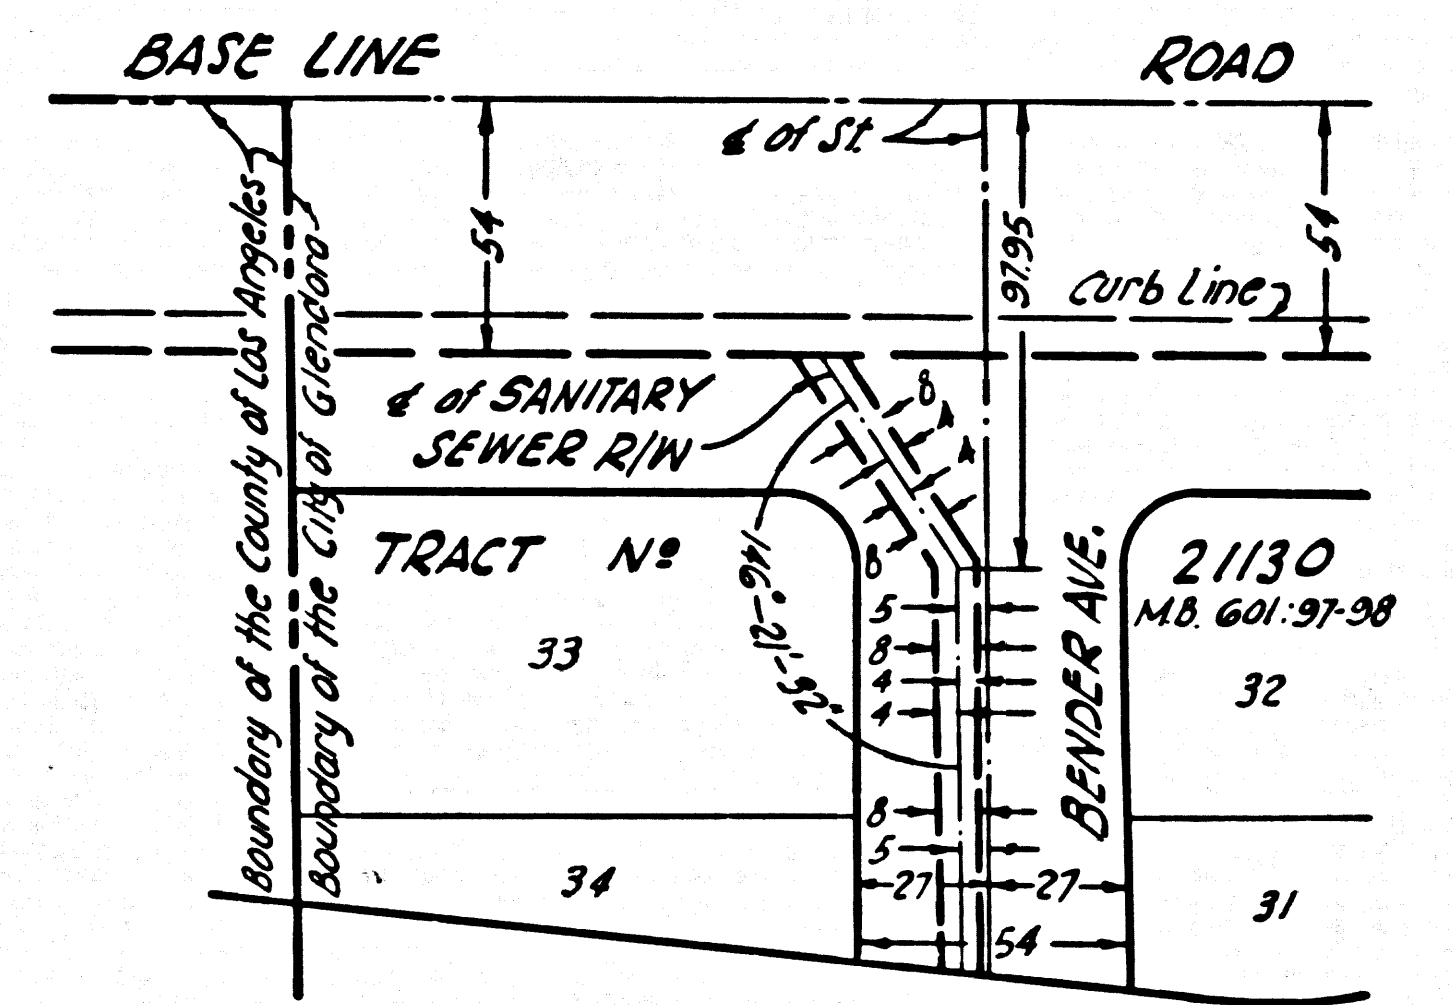 BASE LINE ROAD
℄ of St.
54
97.95
54
Curb Line
Boundary of the County of Los Angeles
Boundary of the City of Glendora
℄ of SANITARY
SEWER R/W
8
4
4
8
146°-21'-28"
TRACT Nº 21130
M.B. 601:97-98
33
32
BENDER AVE.
5
8
4
4
8
5
27
27
54
34
31